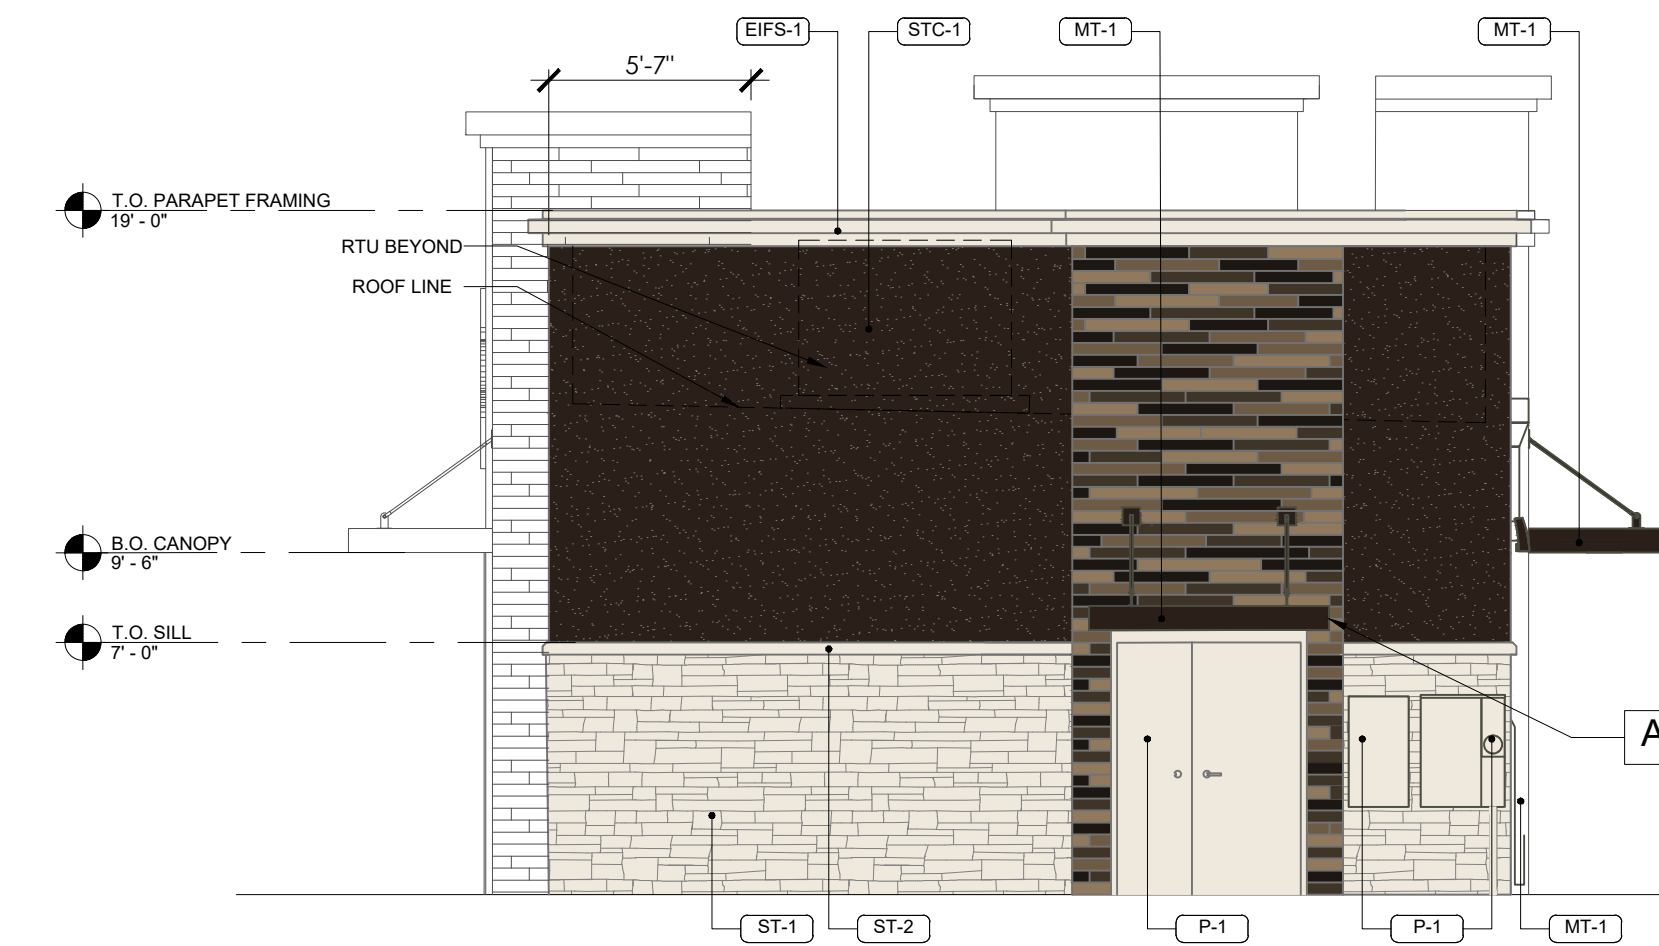 EIFS-1
STC-1
MT-1
MT-1
5'-7"
T.O. PARAPET FRAMING
19' - 0"
RTU BEYOND
ROOF LINE
B.O. CANOPY
9' - 6"
T.O. SILL
7' - 0"
A
ST-1
ST-2
P-1
P-1
MT-1